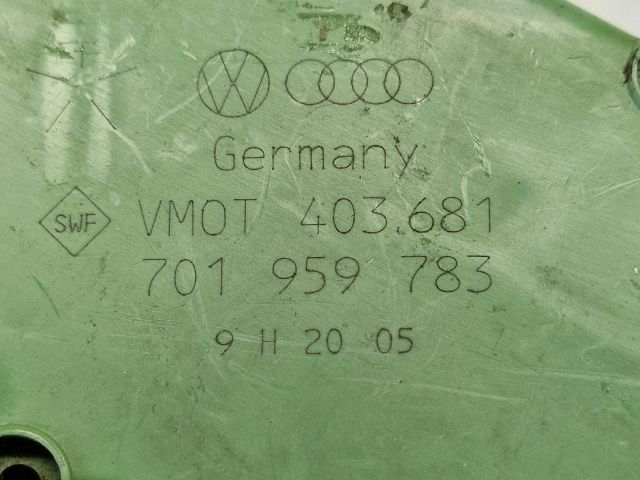 Germany
SWF VMOT 403.681
701 959 783
9 H 20 05